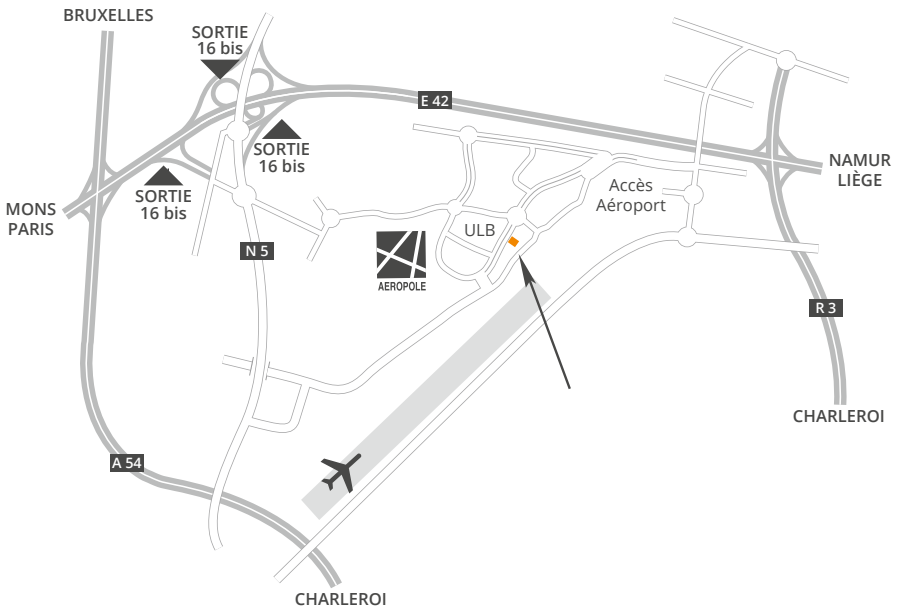 BRUXELLES
SORTIE
16 bis
E 42
SORTIE
16 bis
NAMUR
LIÈGE
SORTIE
16 bis
Accès
Aéroport
MONS
PARIS
ULB
N 5
AEROPOLE
R 3
CHARLEROI
A 54
CHARLEROI